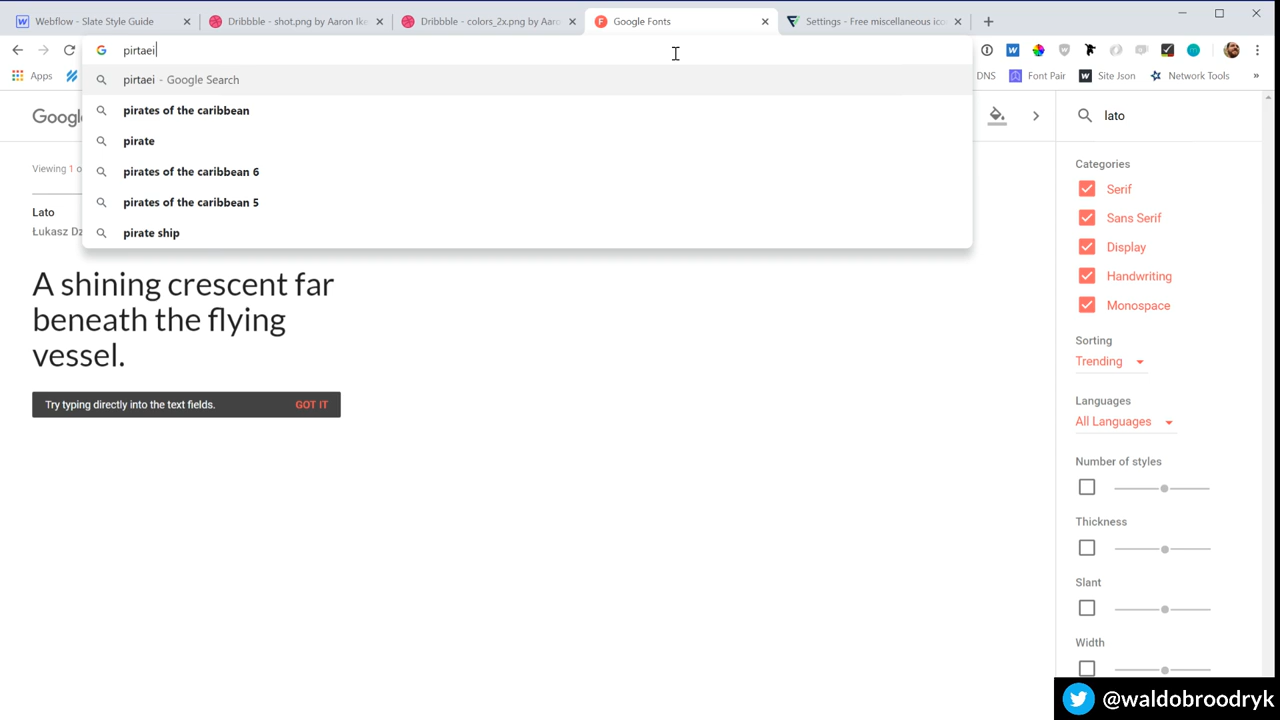 Webflow - Slate Style Guide
Dribbble - shot.png by Aaron Ike
Dribbble - colors_2x.png by Aaro
Google Fonts
Settings - Free miscellaneous ico
pirtaei
Apps
DNS
Font Pair
Site Json
Network Tools
»
pirtaei - Google Search
pirates of the caribbean
pirate
pirates of the caribbean 6
pirates of the caribbean 5
pirate ship
Googl
lato
Viewing 1 o
Lato
Łukasz Dz
A shining crescent far
beneath the flying
vessel.
Try typing directly into the text fields. GOT IT
Categories
Serif
Sans Serif
Display
Handwriting
Monospace
Sorting
Trending
Languages
All Languages
Number of styles
Thickness
Slant
Width
@waldobroodryk